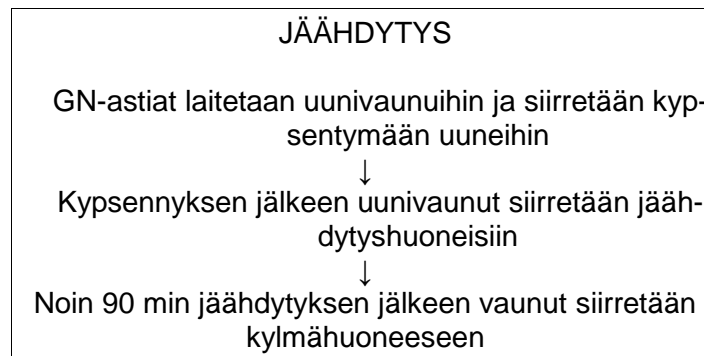 JÄÄHDYTYS
GN-astiat laitetaan uunivaunuihin ja siirretään kyp-
sentymään uuneihin
↓
Kypsennyksen jälkeen uunivaunut siirretään jääh-
dytyshuoneisiin
↓
Noin 90 min jäähdytyksen jälkeen vaunut siirretään
kylmähuoneeseen